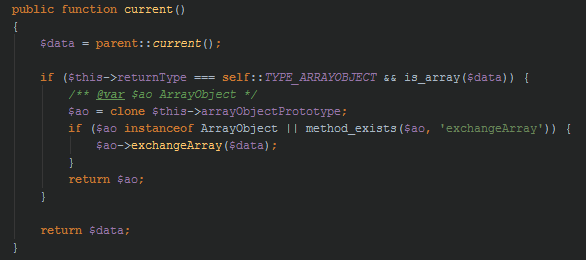 public function current()
{
    $data = parent::current();

    if ($this->returnType === self::TYPE_ARRAYOBJECT && is_array($data)) {
        /** @var $ao ArrayObject */
        $ao = clone $this->arrayObjectPrototype;
        if ($ao instanceof ArrayObject || method_exists($ao, 'exchangeArray')) {
            $ao->exchangeArray($data);
        }
        return $ao;
    }

    return $data;
}